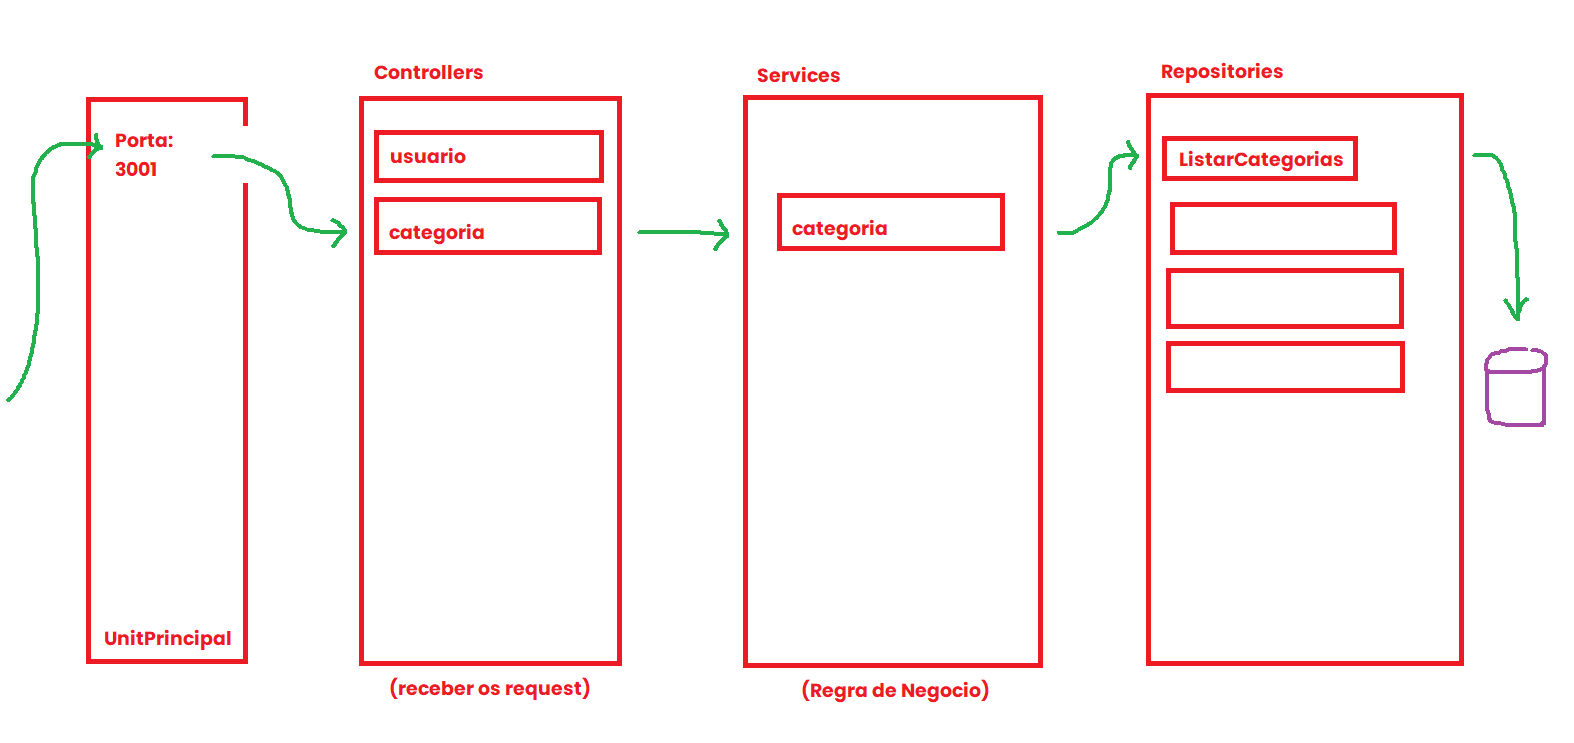 Controllers
Services
Repositories
Porta:
3001
usuario
categoria
categoria
ListarCategorias
UnitPrincipal
(receber os request)
(Regra de Negocio)